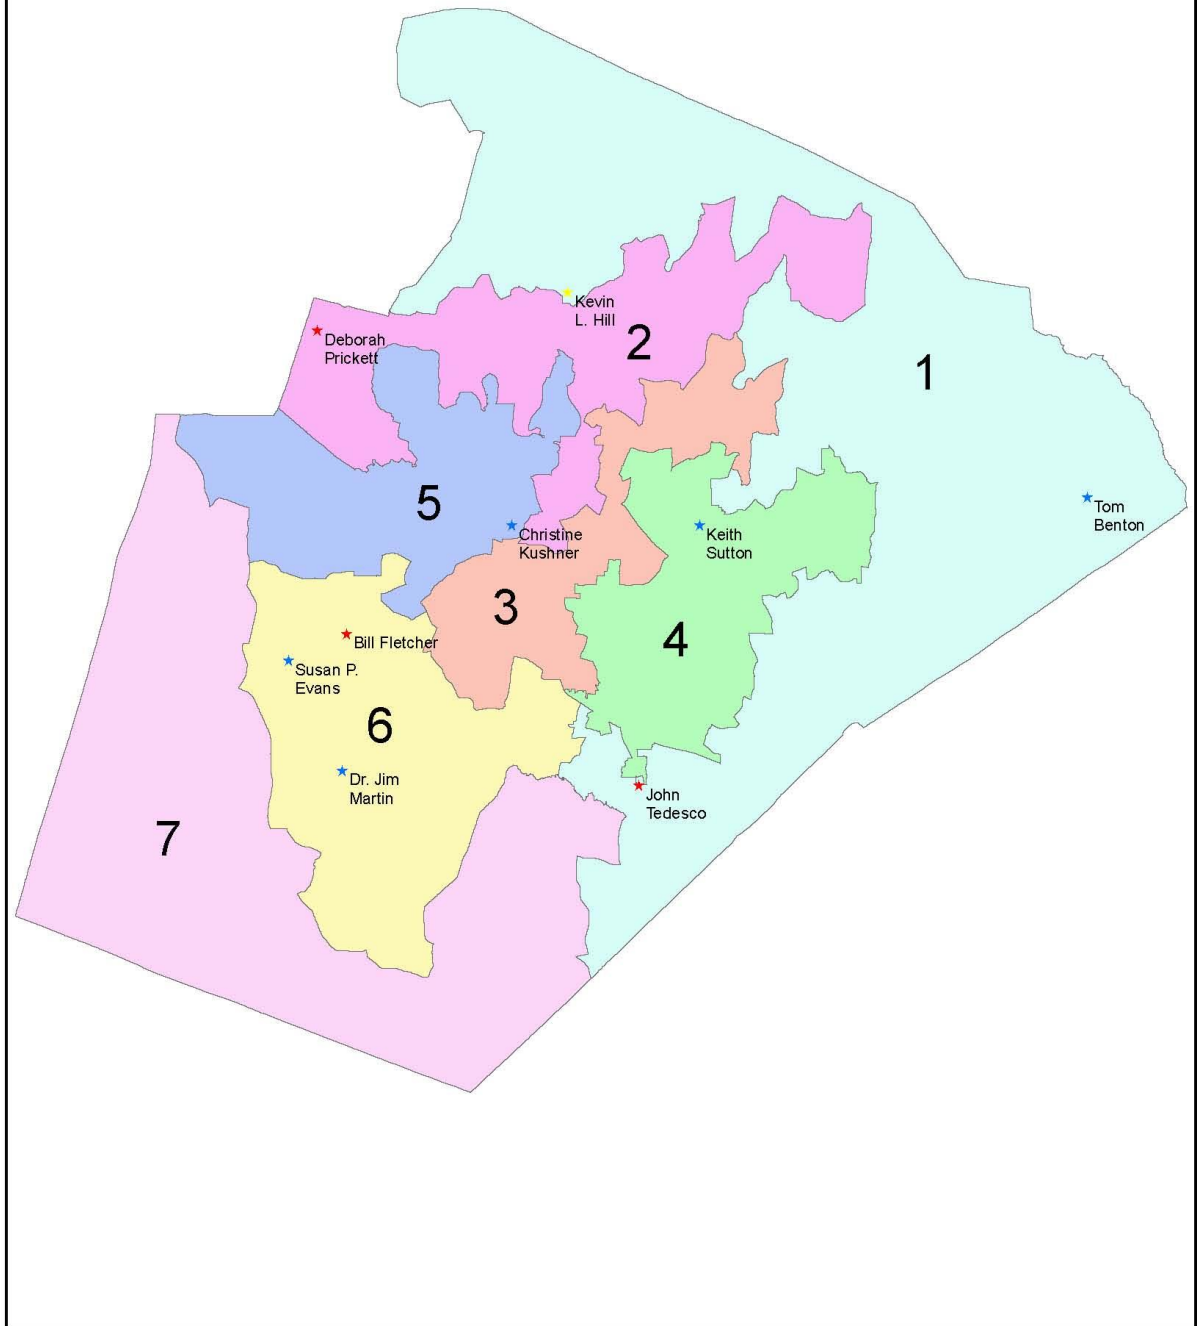 Kevin
L. Hill
2
Deborah
Prickett
1
5
Tom
Benton
Christine
Kushner
Keith
Sutton
3
4
Bill Fletcher
Susan P.
Evans
6
Dr. Jim
Martin
John
Tedesco
7